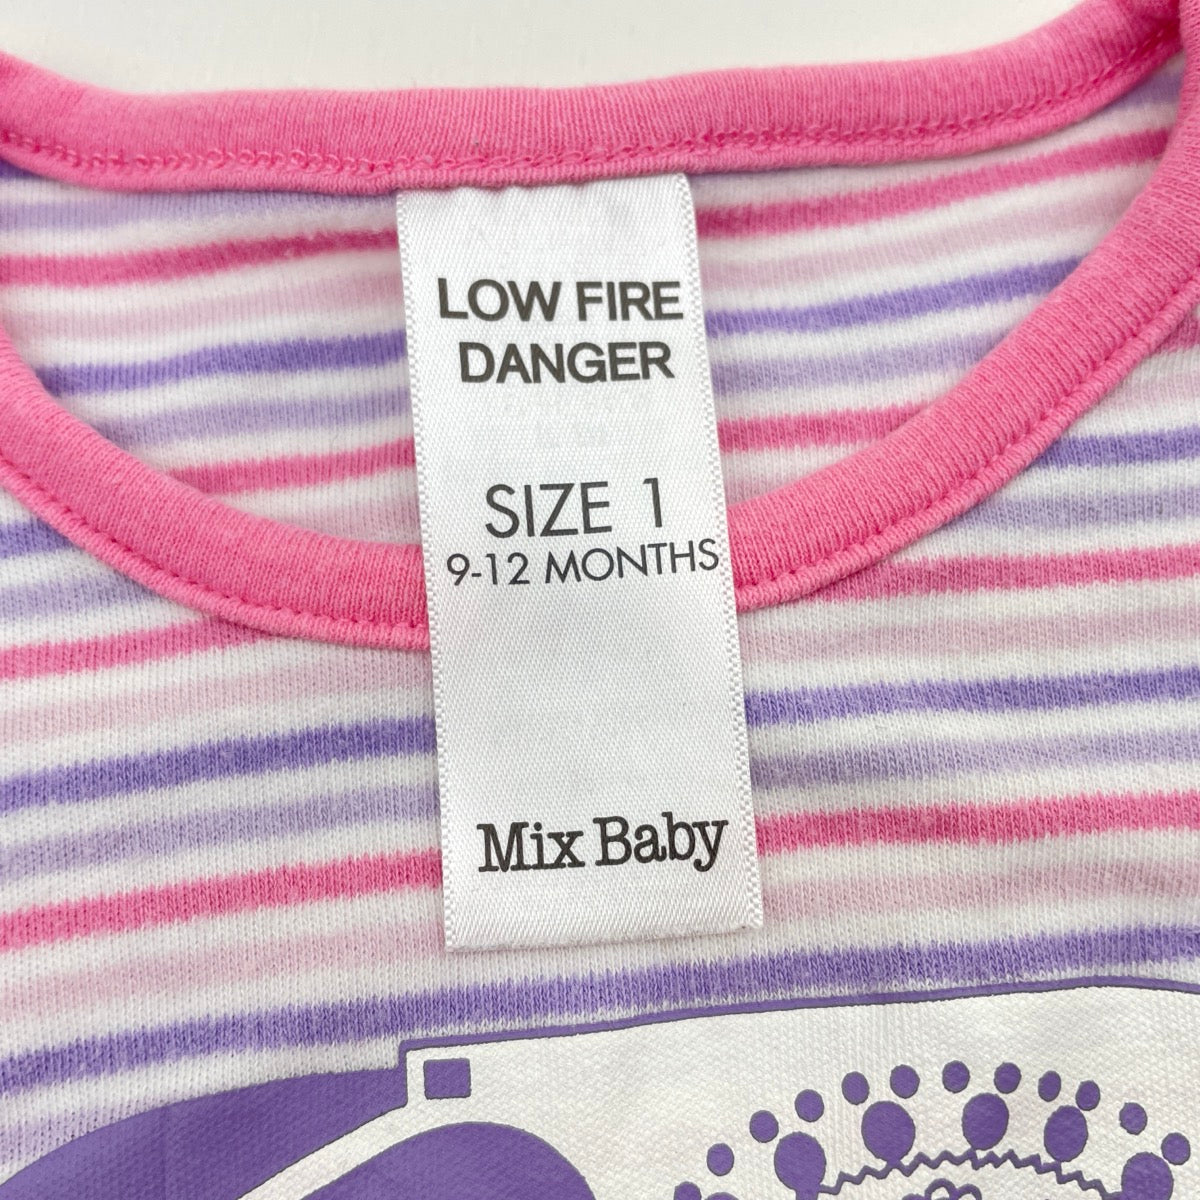 LOW FIRE
DANGER
SIZE 1
9-12 MONTHS
Mix Baby